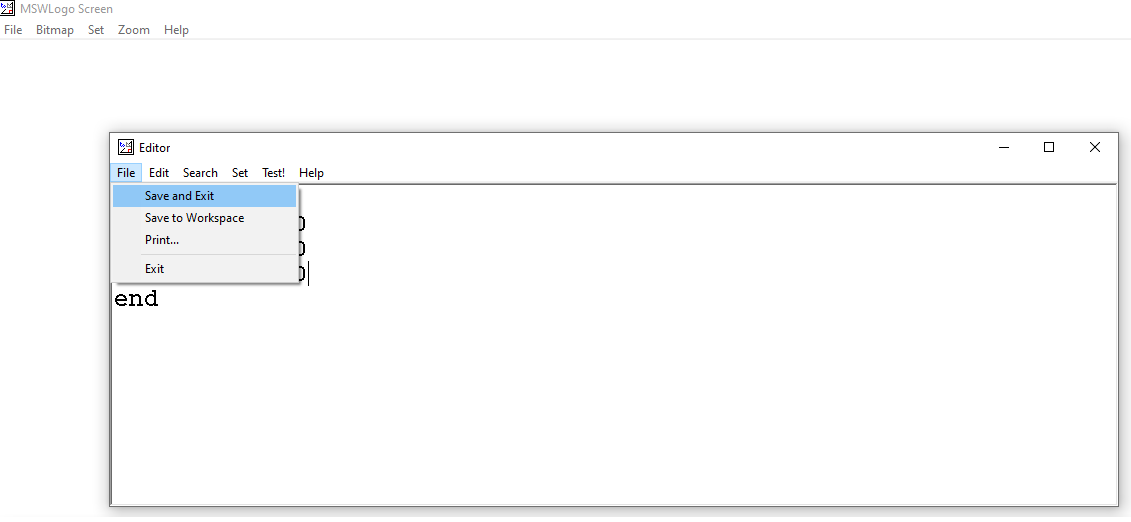 MSWLogo Screen
File Bitmap Set Zoom Help
Editor
File Edit Search Set Test! Help
Save and Exit
Save to Workspace
Print...
Exit
end